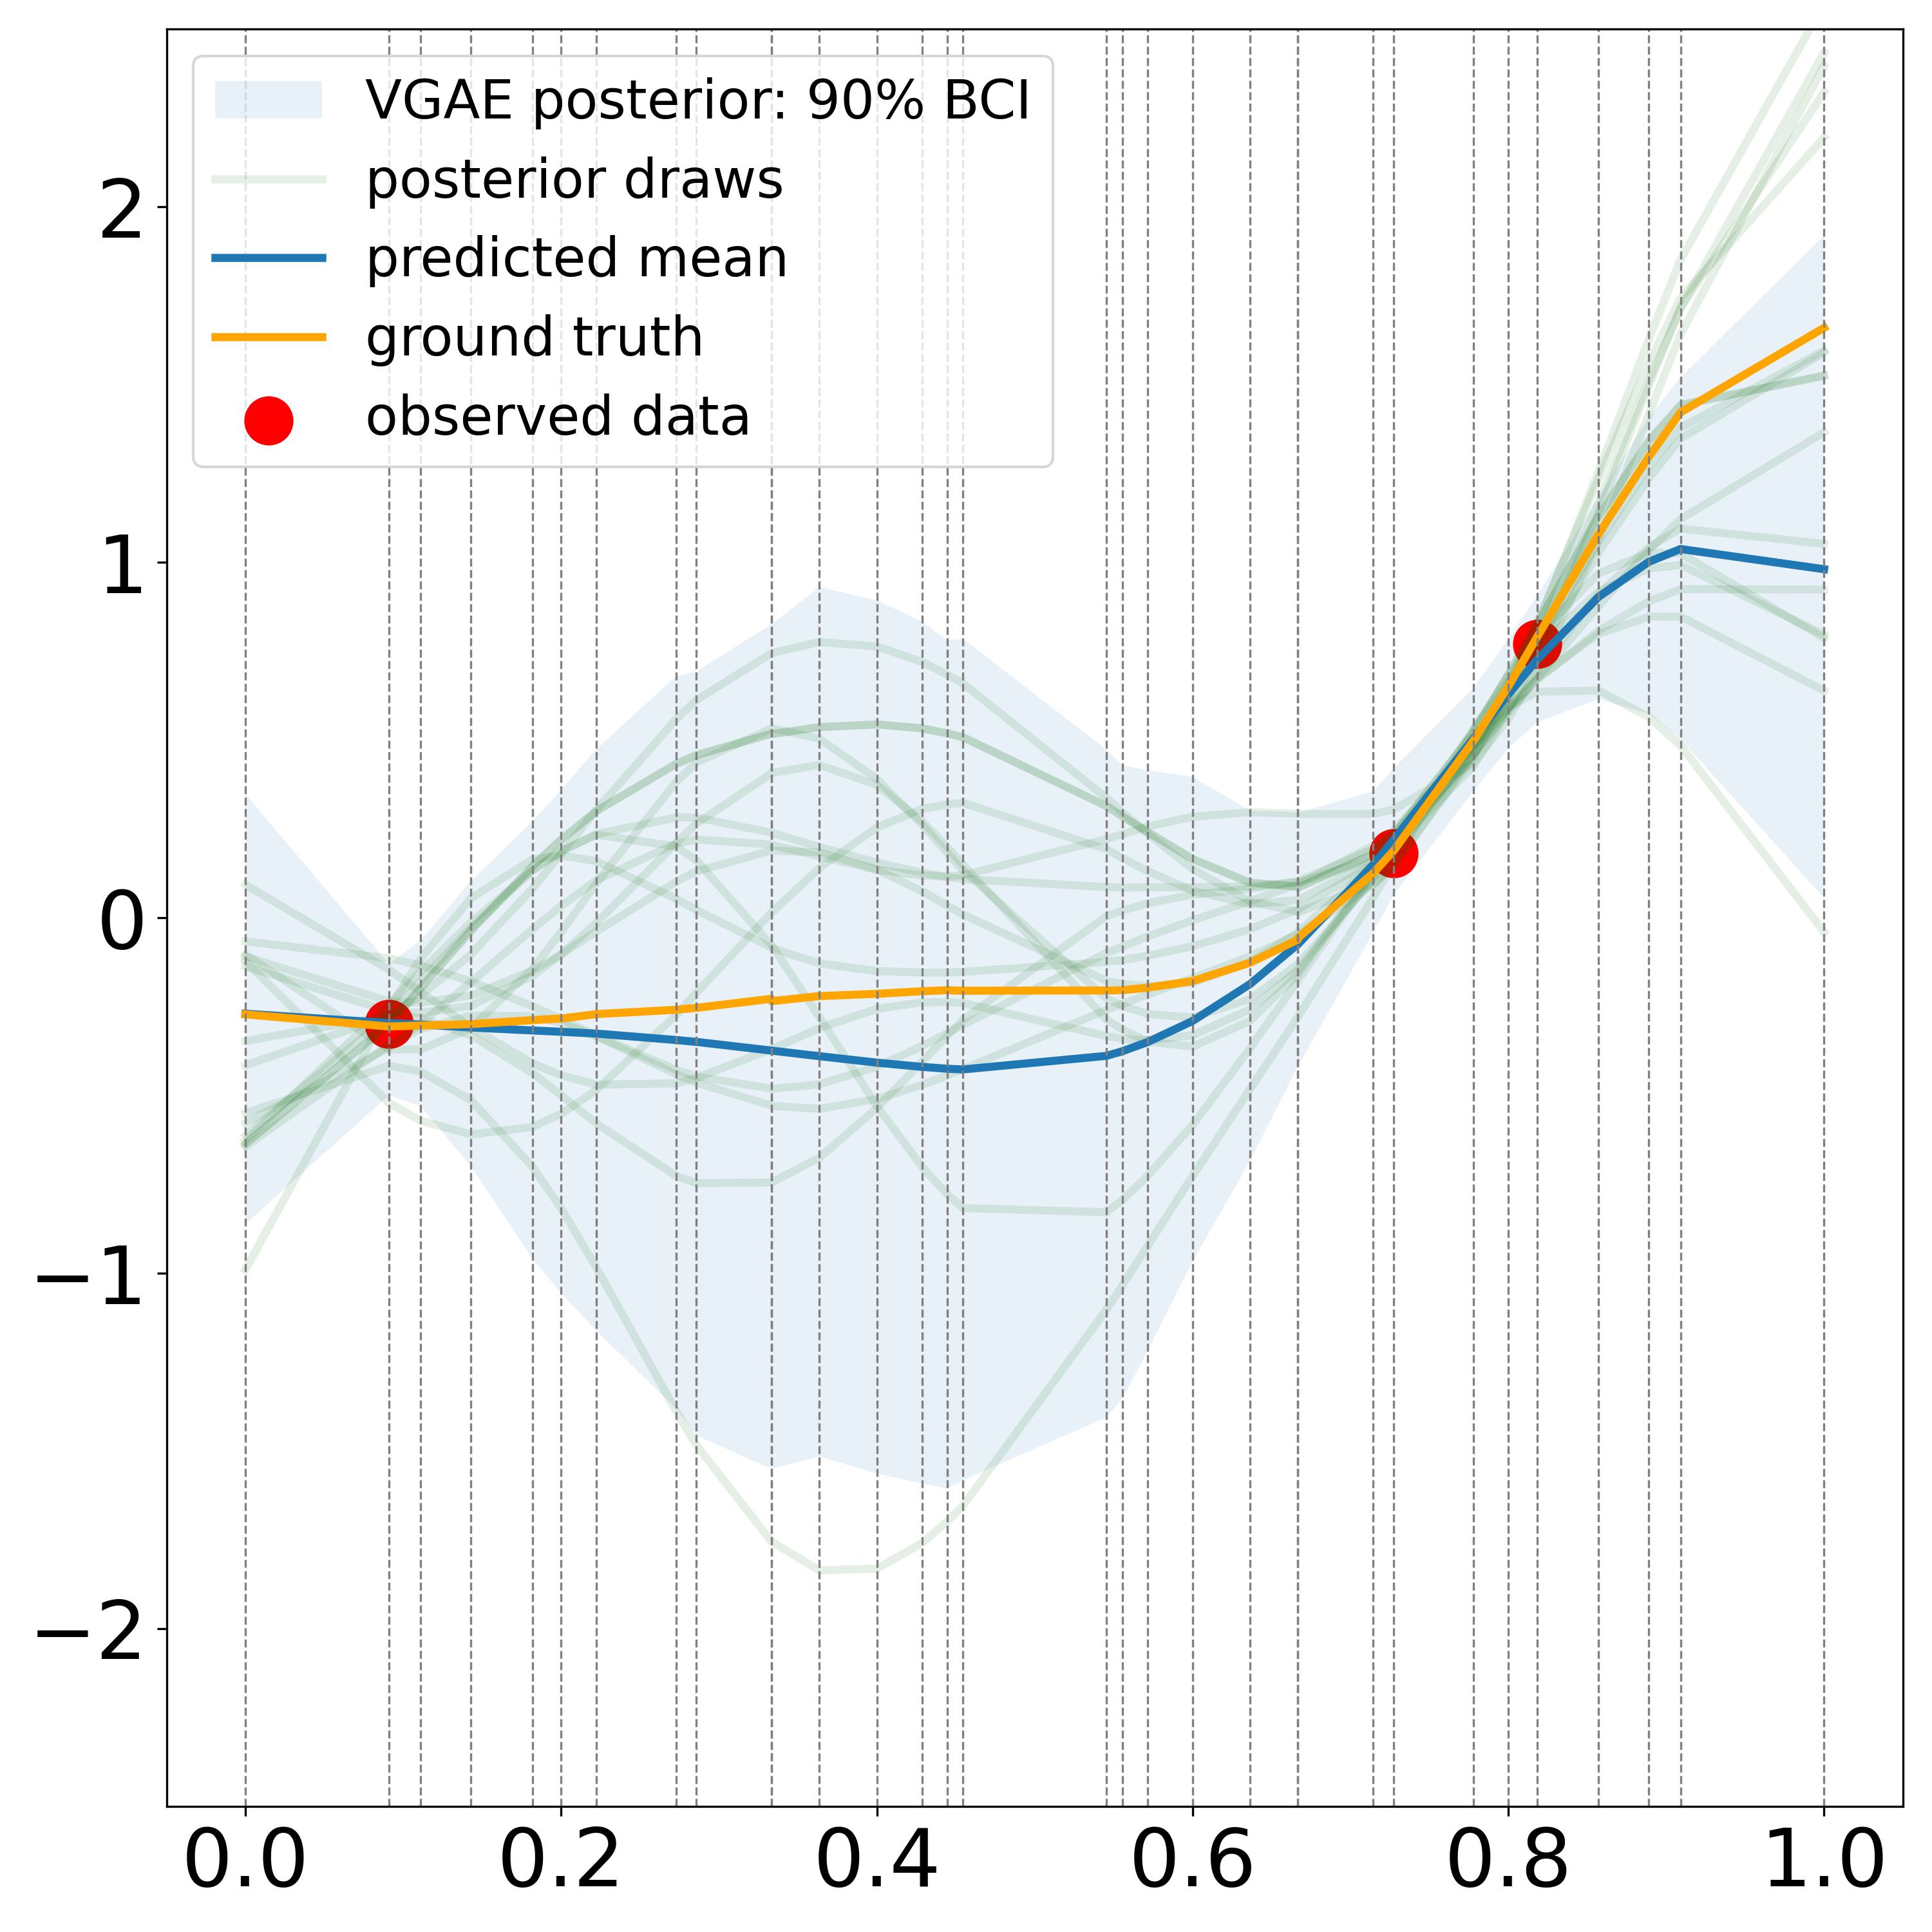 VGAE posterior: 90% BCI
posterior draws
predicted mean
ground truth
observed data
2
1
0
−1
−2
0.0 0.2 0.4 0.6 0.8 1.0